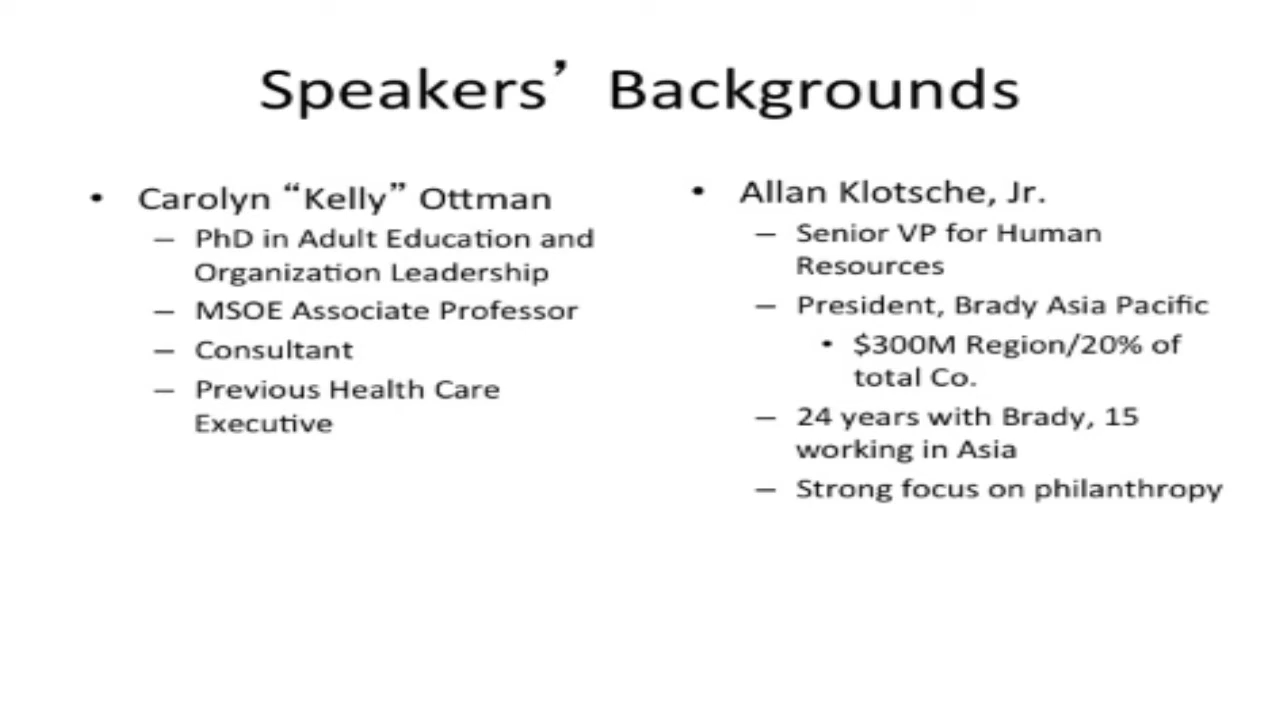 Speakers’ Backgrounds
• Carolyn “Kelly” Ottman
– PhD in Adult Education and
Organization Leadership
– MSOE Associate Professor
– Consultant
– Previous Health Care
Executive
• Allan Klotsche, Jr.
– Senior VP for Human
Resources
– President, Brady Asia Pacific
• $300M Region/20% of
total Co.
– 24 years with Brady, 15
working in Asia
– Strong focus on philanthropy